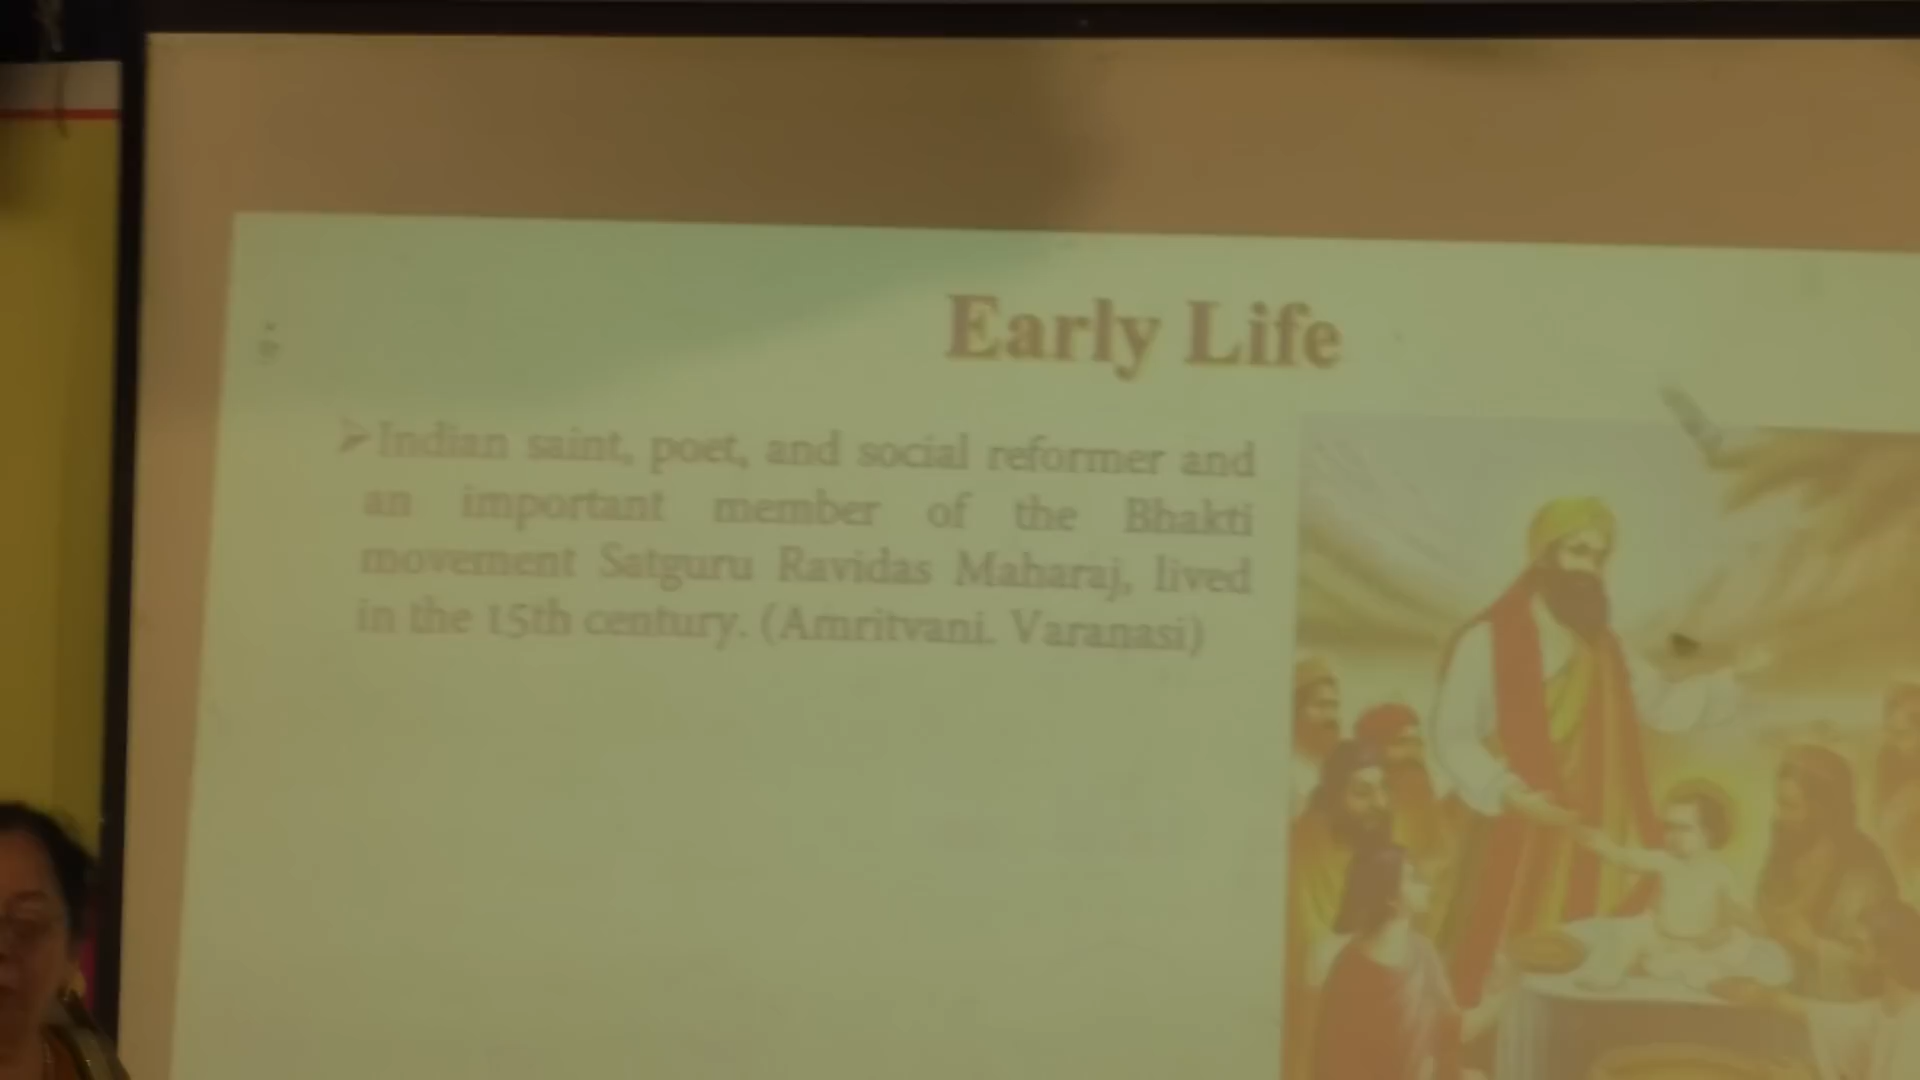 Early Life
➢Indian saint, poet, and social reformer and
an important member of the Bhakti
movement Satguru Ravidas Maharaj, lived
in the 15th century. (Amritvani. Varanasi)